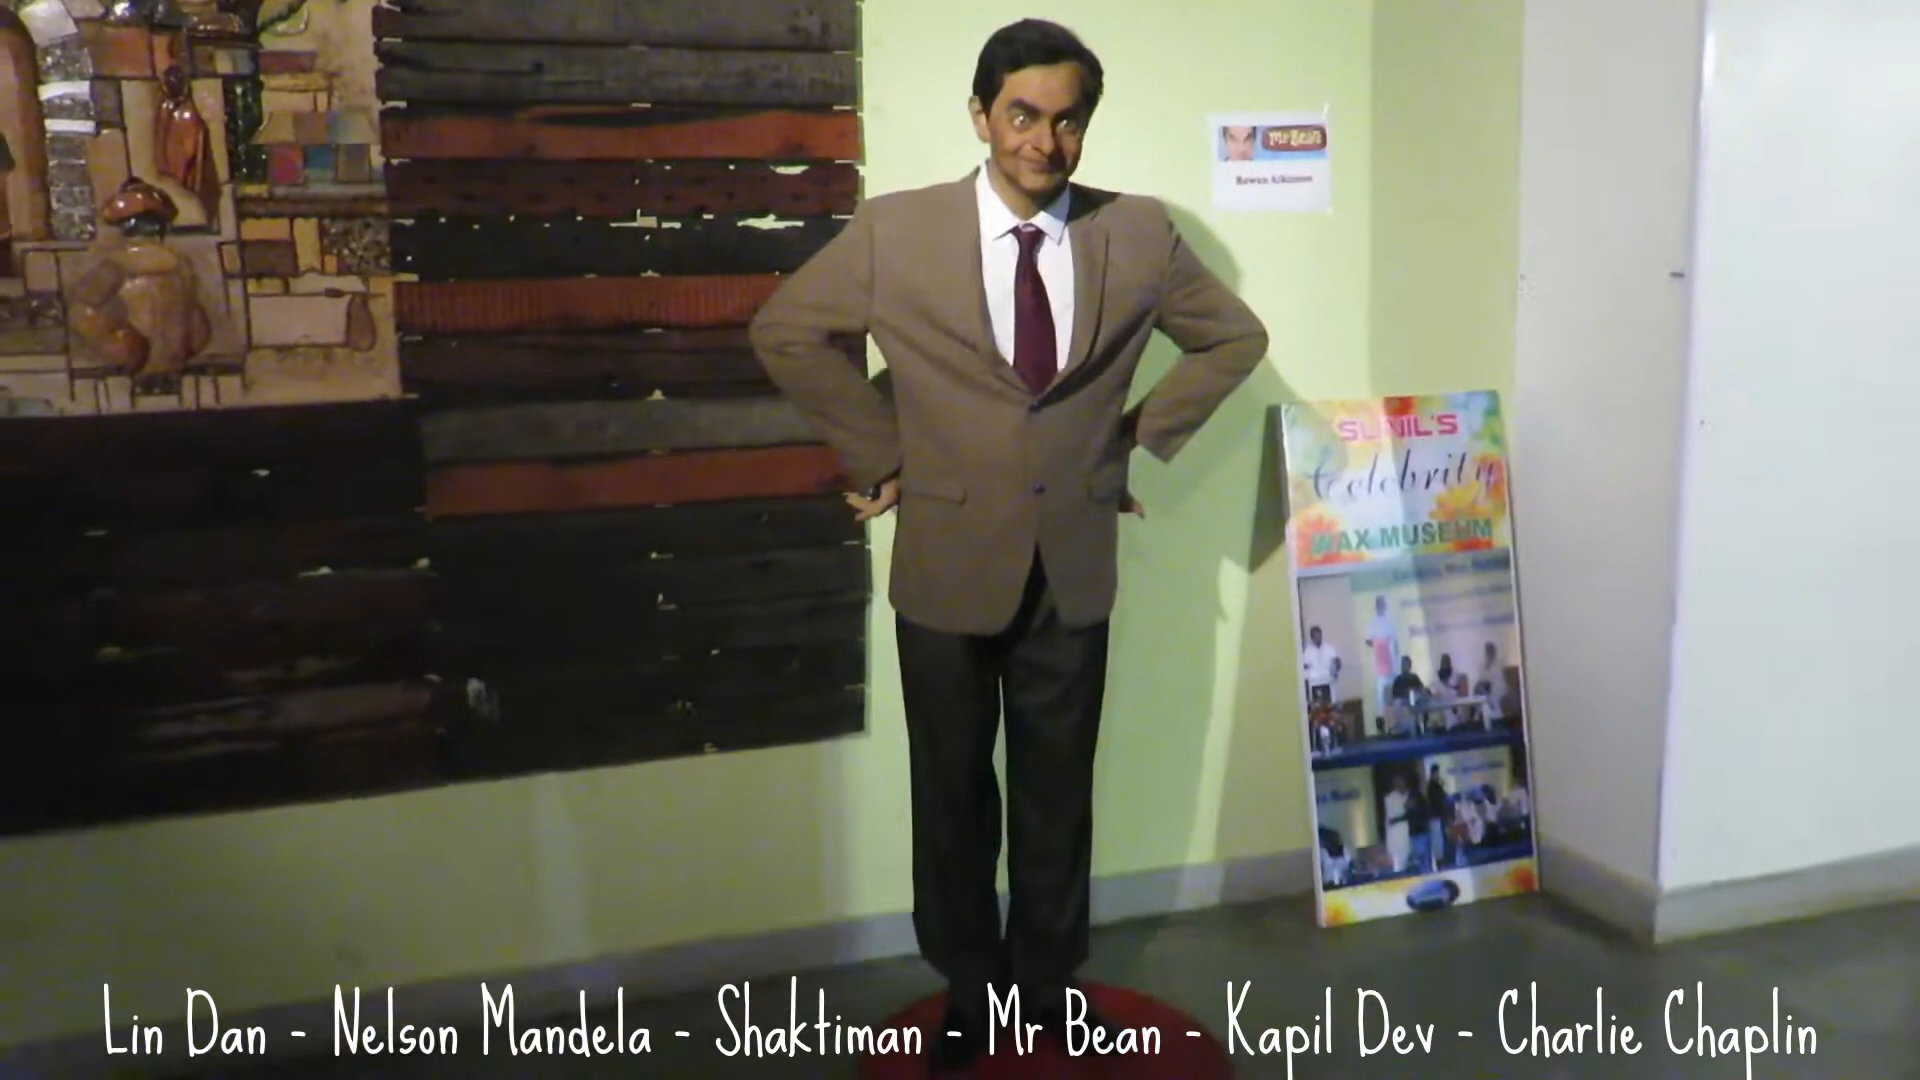 Mr Bean
Rowan Atkinson
SUNIL'S
Celebrity
WAX MUSEUM
Lin Dan - Nelson Mandela - Shaktiman - Mr Bean - Kapil Dev - Charlie Chaplin